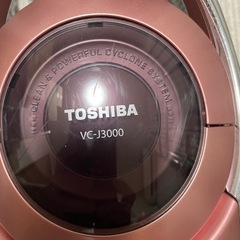 CLEAN & POWERFUL CYCLONE SYSTEM
TOSHIBA
VC-J3000